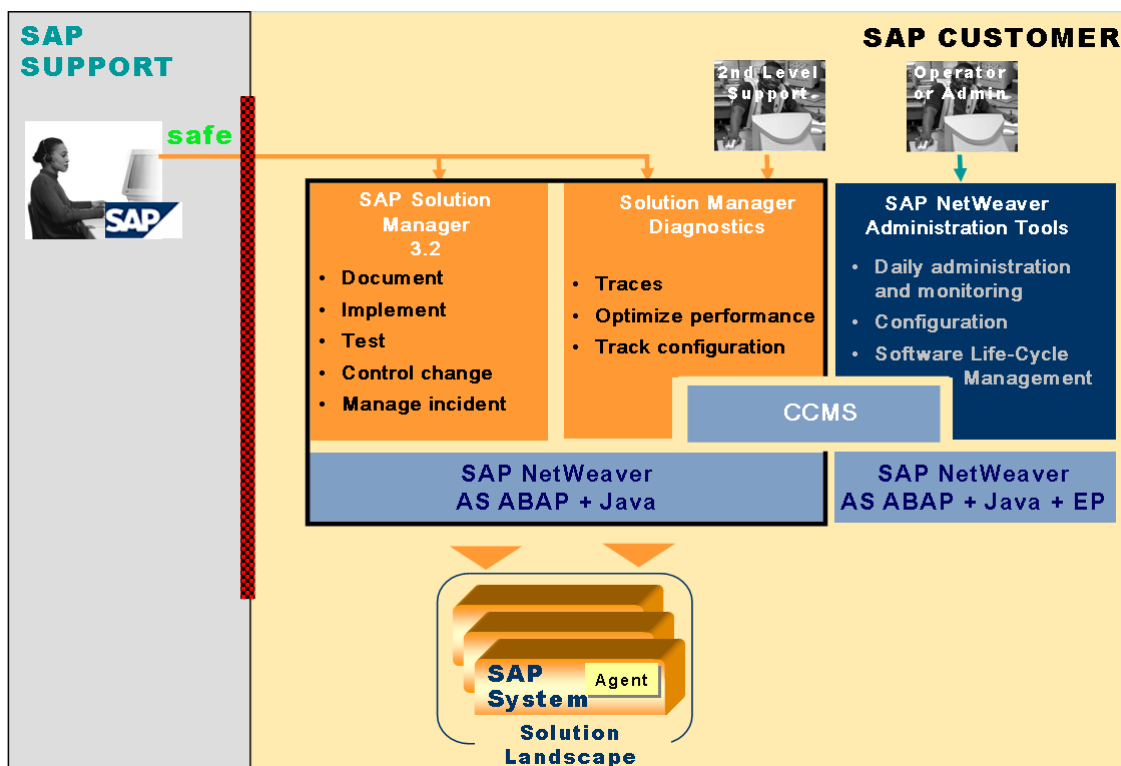 SAP
SUPPORT
SAP CUSTOMER
2nd Level
Support
Operator
or Admin
safe
SAP
SAP Solution
Manager
3.2
• Document
• Implement
• Test
• Control change
• Manage incident
Solution Manager
Diagnostics
• Traces
• Optimize performance
• Track configuration
SAP NetWeaver
Administration Tools
• Daily administration
and monitoring
• Configuration
• Software Life-Cycle
Management
CCMS
SAP NetWeaver
AS ABAP + Java
SAP NetWeaver
AS ABAP + Java + EP
SAP
System
Agent
Solution
Landscape